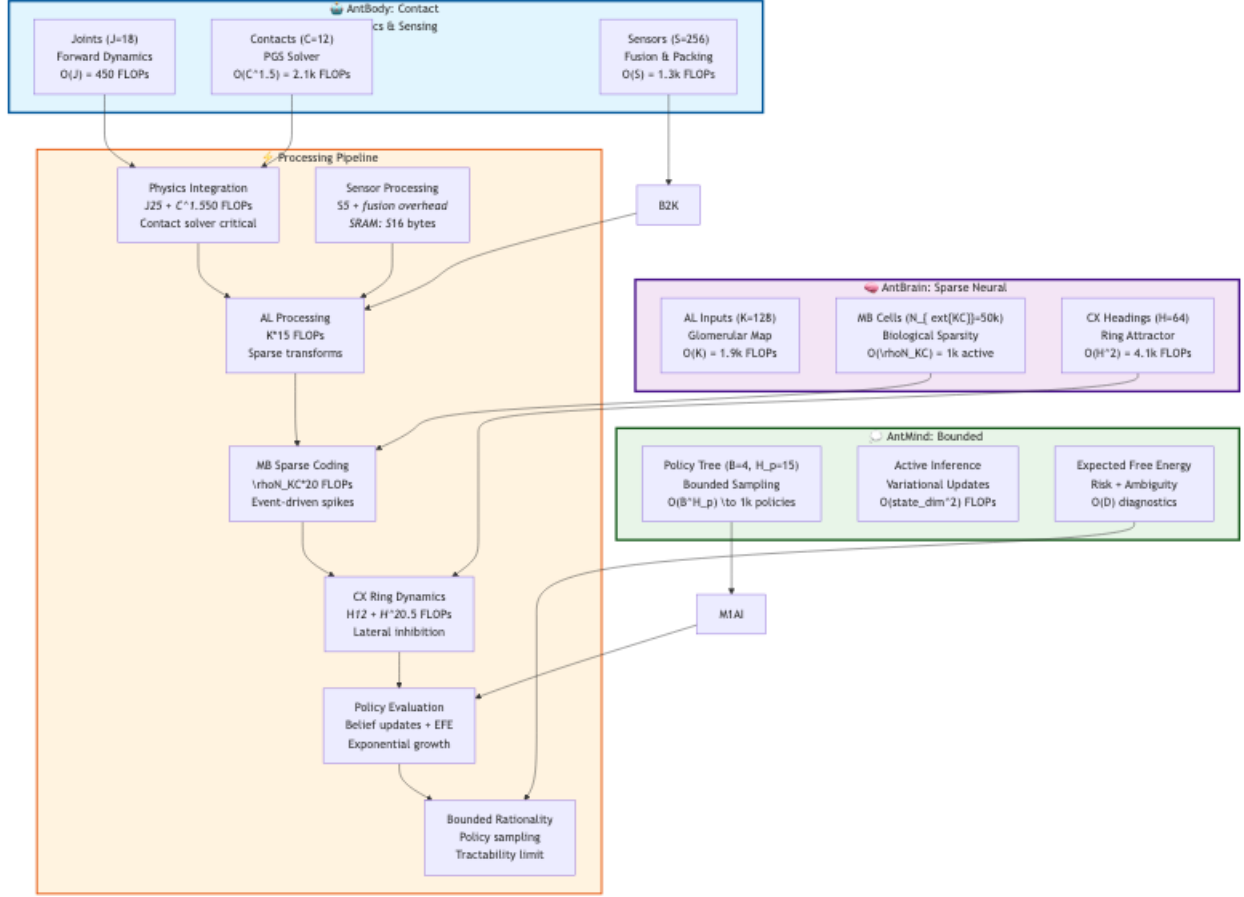 AntBody: Contact
cs & Sensing
Joints (J=18)
Forward Dynamics
O(J) = 450 FLOPs
Contacts (C=12)
PGS Solver
O(C^1.5) = 2.1k FLOPs
Sensors (S=256)
Fusion & Packing
O(S) = 1.3k FLOPs
Processing Pipeline
Physics Integration
J25 + C^1.550 FLOPs
Contact solver critical
Sensor Processing
S5 + fusion overhead
SRAM: S16 bytes
B2K
AL Processing
K*15 FLOPs
Sparse transforms
AntBrain: Sparse Neural
AL Inputs (K=128)
Glomerular Map
O(K) = 1.9k FLOPs
MB Cells (N_{ ext{KC}}=50k)
Biological Sparsity
O(\rhoN_KC) = 1k active
CX Headings (H=64)
Ring Attractor
O(H^2) = 4.1k FLOPs
MB Sparse Coding
\rhoN_KC*20 FLOPs
Event-driven spikes
AntMind: Bounded
Policy Tree (B=4, H_p=15)
Bounded Sampling
O(B^H_p) \to 1k policies
Active Inference
Variational Updates
O(state_dim^2) FLOPs
Expected Free Energy
Risk + Ambiguity
O(D) diagnostics
CX Ring Dynamics
H12 + H^20.5 FLOPs
Lateral inhibition
M1AI
Policy Evaluation
Belief updates + EFE
Exponential growth
Bounded Rationality
Policy sampling
Tractability limit